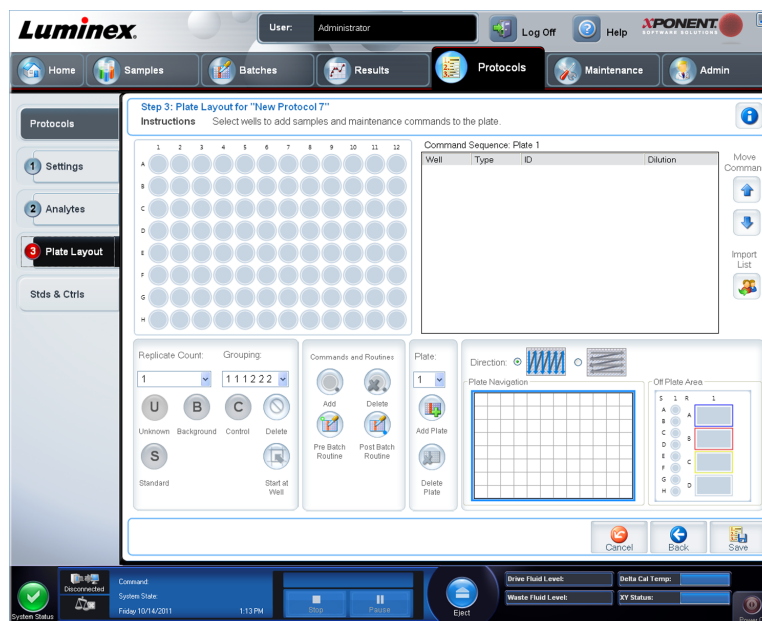 Luminex.
User: Administrator
Log Off
Help
XPONENT.
SOFTWARE SOLUTIONS
Home
Samples
Batches
Results
Protocols
Maintenance
Admin
Protocols
1 Settings
2 Analytes
3 Plate Layout
Stds & Ctrls
Step 3: Plate Layout for "New Protocol 7"
Instructions Select wells to add samples and maintenance commands to the plate.
1 2 3 4 5 6 7 8 9 10 11 12
A
B
C
D
E
F
G
H
Command Sequence: Plate 1
Well Type ID Dilution
Move
Comman
Import
List
Replicate Count: Grouping:
1 1 1 1 2 2 2
U B C
Unknown Background Control Delete
S
Standard Start at
Well
Commands and Routines
Add Delete
Pre Batch
Routine
Post Batch
Routine
Plate:
1
Add Plate
Delete
Plate
Direction:
Plate Navigation
Off Plate Area
S 1 R 1
A
B
C
D
E
F
G
H
A
B
C
D
Cancel
Back
Save
System Status
Disconnected
Command:
System State:
Friday 10/14/2011 1:13 PM
Stop
Pause
Eject
Drive Fluid Level:
Waste Fluid Level:
Delta Cal Temp:
XY Status: